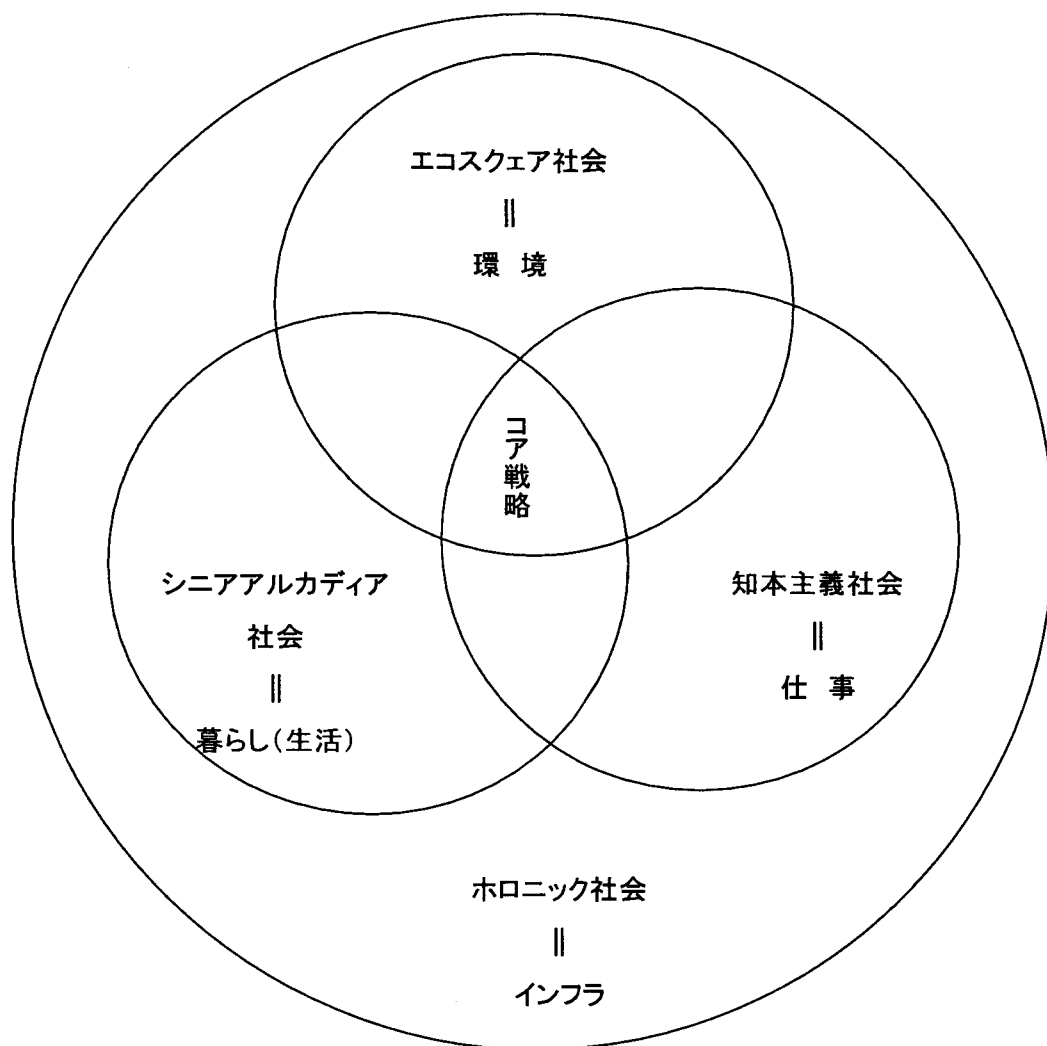 エコスクェア社会
||
環 境
コア戦略
シニアアルカディア
社会
||
暮らし(生活)
知本主義社会
||
仕 事
ホロニック社会
||
インフラ